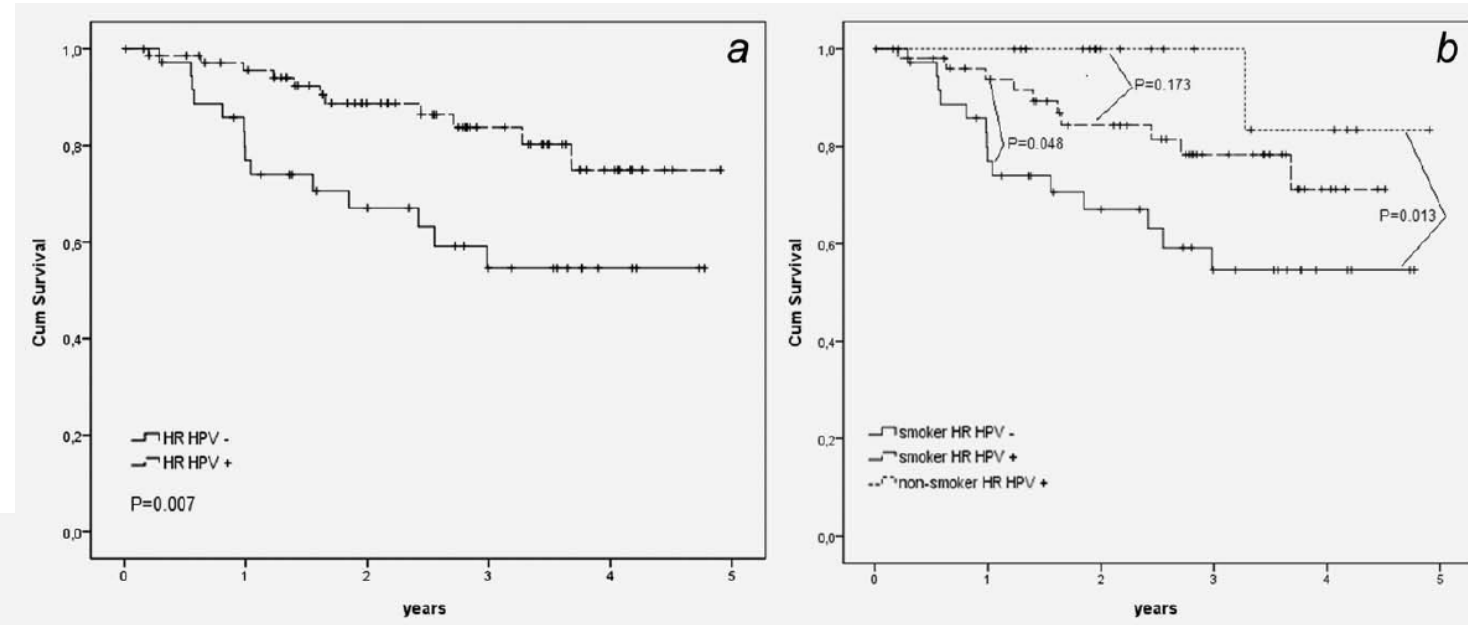 a
Cum Survival
1,0
0,8
0,6
0,4
0,2
0,0
HR HPV -
HR HPV +
P=0.007
0 1 2 3 4 5
years
b
Cum Survival
1,0
0,8
0,6
0,4
0,2
0,0
P=0.173
P=0.048
P=0.013
smoker HR HPV -
smoker HR HPV +
non-smoker HR HPV +
0 1 2 3 4 5
years